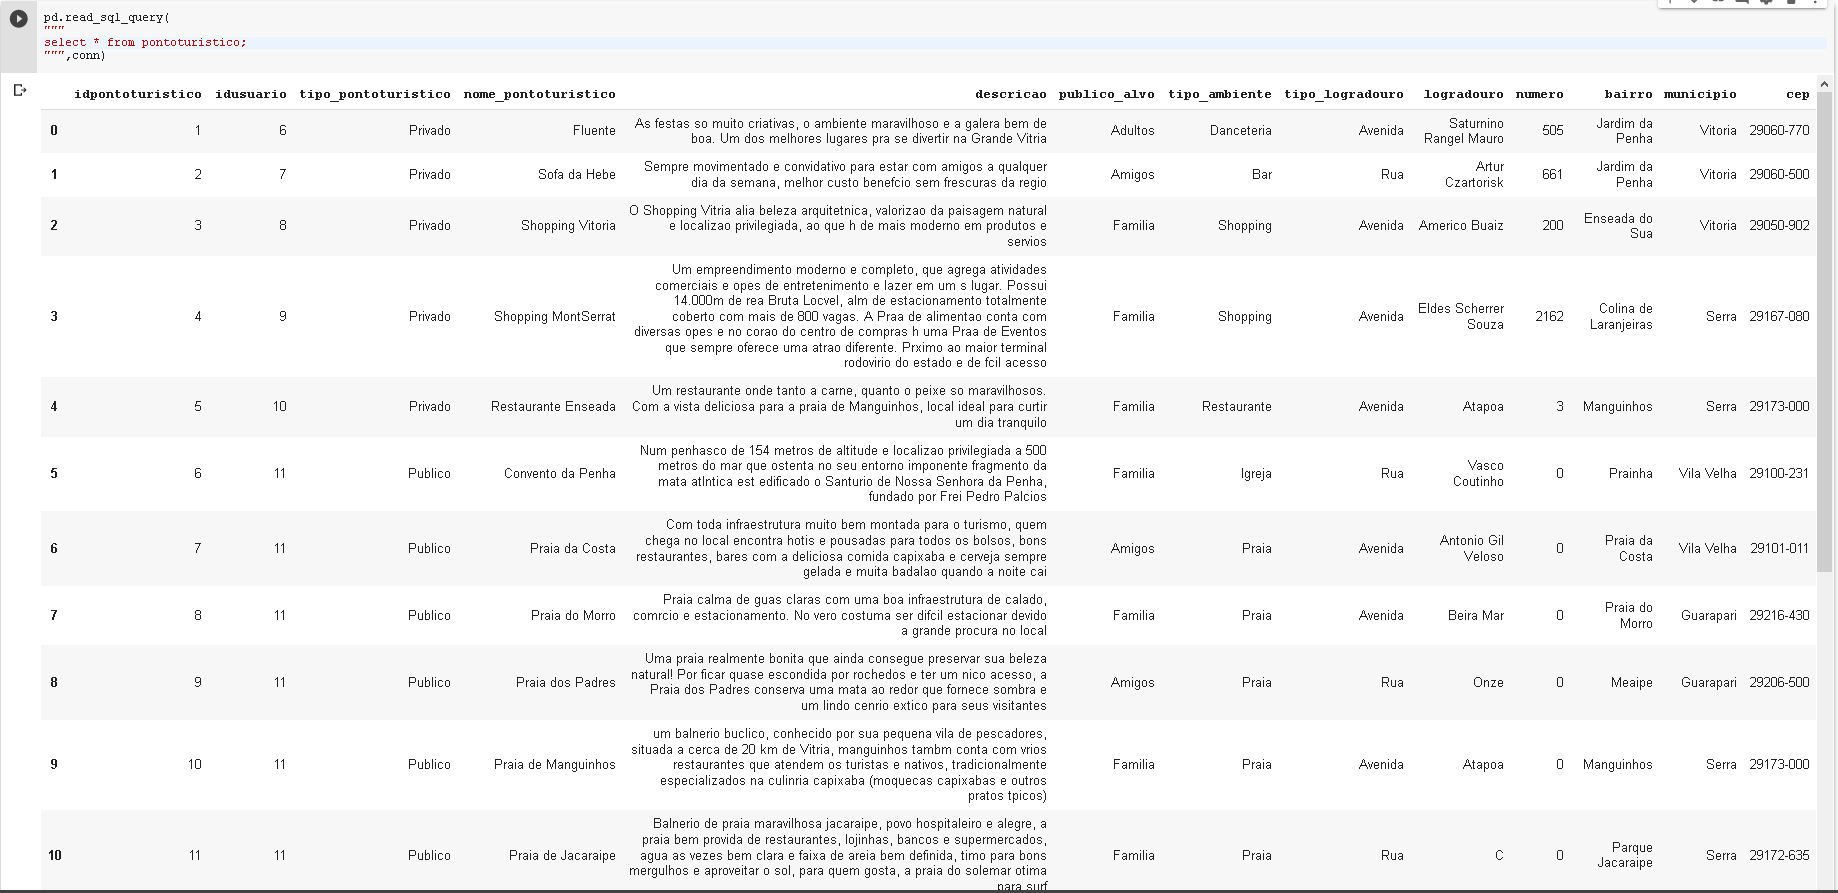 pd.read_sql_query(
"""
select * from pontoturistico;
""",conn)
idpontoturistico idusuario tipo_pontoturistico nome_pontoturistico descricao publico_alvo tipo_ambiente tipo_logradouro logradouro numero bairro municipio cep
0 1 6 Privado Fluente As festas so muito criativas, o ambiente maravilhoso e a galera bem de
boa. Um dos melhores lugares pra se divertir na Grande Vitria Adultos Danceteria Avenida Saturnino
Rangel Mauro 505 Jardim da
Penha Vitoria 29060-770
1 2 7 Privado Sofa da Hebe Sempre movimentado e convidativo para estar com amigos a qualquer
dia da semana, melhor custo benefcio sem frescuras da regio Amigos Bar Rua Artur
Czartorisk 661 Jardim da
Penha Vitoria 29060-500
2 3 8 Privado Shopping Vitoria O Shopping Vitria alia beleza arquitetnica, valorizao da paisagem natural
e localizao privilegiada, ao que h de mais moderno em produtos e
servios Familia Shopping Avenida Americo Buaiz 200 Enseada do
Sua Vitoria 29050-902
3 4 9 Privado Shopping MontSerrat Um empreendimento moderno e completo, que agrega atividades
comerciais e opes de entretenimento e lazer em um s lugar. Possui
14.000m de rea Bruta Locvel, alm de estacionamento totalmente
coberto com mais de 800 vagas. A Praa de alimentao conta com
diversas opes e no corao do centro de compras h uma Praa de Eventos
que sempre oferece uma atrao diferente. Prximo ao maior terminal
rodovirio do estado e de fcil acesso Familia Shopping Avenida Eldes Scherrer
Souza 2162 Colina de
Laranjeiras Serra 29167-080
4 5 10 Privado Restaurante Enseada Um restaurante onde tanto a carne, quanto o peixe so maravilhosos.
Com a vista deliciosa para a praia de Manguinhos, local ideal para curtir
um dia tranquilo Familia Restaurante Avenida Atapoa 3 Manguinhos Serra 29173-000
5 6 11 Publico Convento da Penha Num penhasco de 154 metros de altitude e localizao privilegiada a 500
metros do mar que ostenta no seu entorno imponente fragmento da
mata atlntica est edificado o Santurio de Nossa Senhora da Penha,
fundado por Frei Pedro Palcios Familia Igreja Rua Vasco
Coutinho 0 Prainha Vila Velha 29100-231
6 7 11 Publico Praia da Costa Com toda infraestrutura muito bem montada para o turismo, quem
chega no local encontra hotis e pousadas para todos os bolsos, bons
restaurantes, bares com a deliciosa comida capixaba e cerveja sempre
gelada e muita badalao quando a noite cai Amigos Praia Avenida Antonio Gil
Veloso 0 Praia da
Costa Vila Velha 29101-011
7 8 11 Publico Praia do Morro Praia calma de guas claras com uma boa infraestrutura de calado,
comrcio e estacionamento. No vero costuma ser difcil estacionar devido
a grande procura no local Familia Praia Avenida Beira Mar 0 Praia do
Morro Guarapari 29216-430
8 9 11 Publico Praia dos Padres Uma praia realmente bonita que ainda consegue preservar sua beleza
natural! Por ficar quase escondida por rochedos e ter um nico acesso, a
Praia dos Padres conserva uma mata ao redor que fornece sombra e
um lindo cenrio extico para seus visitantes Amigos Praia Rua Onze 0 Meaipe Guarapari 29206-500
9 10 11 Publico Praia de Manguinhos um balnerio buclico, conhecido por sua pequena vila de pescadores,
situada a cerca de 20 km de Vitria, manguinhos tambm conta com vrios
restaurantes que atendem os turistas e nativos, tradicionalmente
especializados na culinria capixaba (moquecas capixabas e outros
pratos tpicos) Familia Praia Avenida Atapoa 0 Manguinhos Serra 29173-000
10 11 11 Publico Praia de Jacaraipe Balnerio de praia maravilhosa jacaraipe, povo hospitaleiro e alegre, a
praia bem provida de restaurantes, lojinhas, bancos e supermercados,
agua as vezes bem clara e faixa de areia bem definida, timo para bons
mergulhos e aproveitar o sol, para quem gosta, a praia do solemar otima
para surf Familia Praia Rua C 0 Parque
Jacaraipe Serra 29172-635